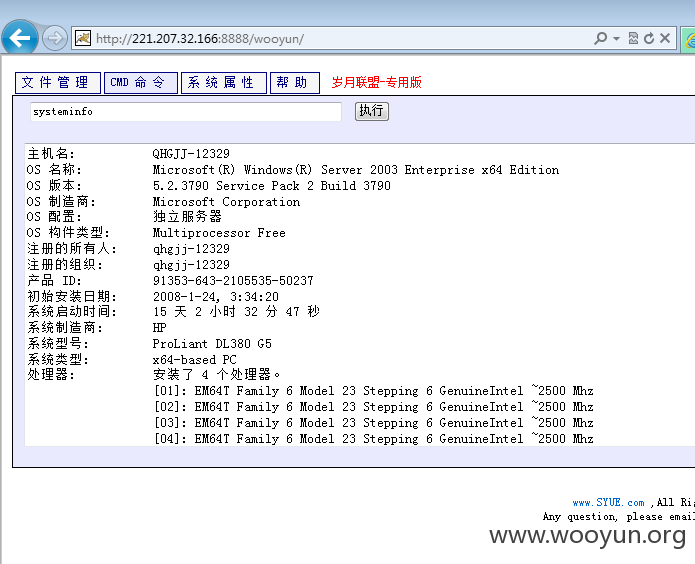 http://221.207.32.166:8888/wooyun/
文件管理 CMD 命令 系统属性 帮助 岁月联盟-专用版
systeminfo 执行
主机名: QHGJJ-12329
OS 名称: Microsoft(R) Windows(R) Server 2003 Enterprise x64 Edition
OS 版本: 5.2.3790 Service Pack 2 Build 3790
OS 制造商: Microsoft Corporation
OS 配置: 独立服务器
OS 构件类型: Multiprocessor Free
注册的所有人: qhgjj-12329
注册的组织: qhgjj-12329
产品 ID: 91353-643-2105535-50237
初始安装日期: 2008-1-24, 3:34:20
系统启动时间: 15 天 2 小时 32 分 47 秒
系统制造商: HP
系统型号: ProLiant DL380 G5
系统类型: x64-based PC
处理器: 安装了 4 个处理器。
[01]: EM64T Family 6 Model 23 Stepping 6 GenuineIntel ~2500 Mhz
[02]: EM64T Family 6 Model 23 Stepping 6 GenuineIntel ~2500 Mhz
[03]: EM64T Family 6 Model 23 Stepping 6 GenuineIntel ~2500 Mhz
[04]: EM64T Family 6 Model 23 Stepping 6 GenuineIntel ~2500 Mhz
www.SYUE.com ,All Ri
Any question, please email
www.wooyun.org